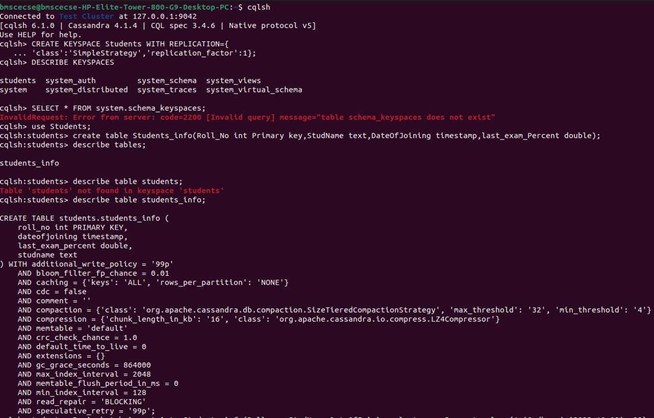 bmscecse@bmscecse-HP-Elite-Tower-800-G9-Desktop-PC:~$ cqlsh
Connected to Test Cluster at 127.0.0.1:9042
[cqlsh 6.1.0 | Cassandra 4.1.4 | CQL spec 3.4.6 | Native protocol v5]
Use HELP for help.
cqlsh> CREATE KEYSPACE Students WITH REPLICATION={
   ... 'class':'SimpleStrategy','replication_factor':1};
cqlsh> DESCRIBE KEYSPACES
students  system_auth         system_schema  system_views
system    system_distributed  system_traces  system_virtual_schema
cqlsh> SELECT * FROM system.schema_keyspaces;
InvalidRequest: Error from server: code=2200 [Invalid query] message="table schema_keyspaces does not exist"
cqlsh> use Students;
cqlsh:students> create table Students_info(Roll_No int Primary key,StudName text,DateOfJoining timestamp,last_exam_Percent double);
cqlsh:students> describe tables;
students_info
cqlsh:students> describe table students;
Table 'students' not found in keyspace 'students'
cqlsh:students> describe table students_info;
CREATE TABLE students.students_info (
    roll_no int PRIMARY KEY,
    dateofjoining timestamp,
    last_exam_percent double,
    studname text
) WITH additional_write_policy = '99p'
    AND bloom_filter_fp_chance = 0.01
    AND caching = {'keys': 'ALL', 'rows_per_partition': 'NONE'}
    AND cdc = false
    AND comment = ''
    AND compaction = {'class': 'org.apache.cassandra.db.compaction.SizeTieredCompactionStrategy', 'max_threshold': '32', 'min_threshold': '4'}
    AND compression = {'chunk_length_in_kb': '16', 'class': 'org.apache.cassandra.io.compress.LZ4Compressor'}
    AND memtable = 'default'
    AND crc_check_chance = 1.0
    AND default_time_to_live = 0
    AND extensions = {}
    AND gc_grace_seconds = 864000
    AND max_index_interval = 2048
    AND memtable_flush_period_in_ms = 0
    AND min_index_interval = 128
    AND read_repair = 'BLOCKING'
    AND speculative_retry = '99p';